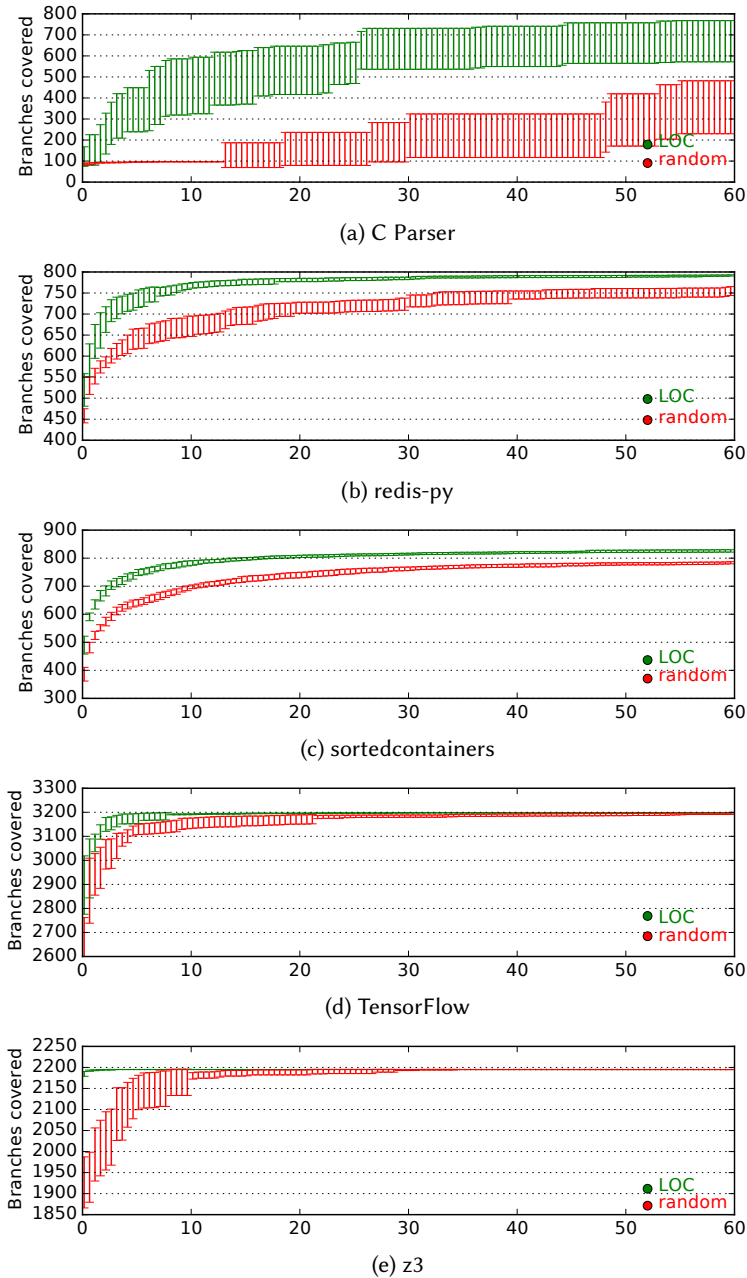 800
700
600
500
400
300
200
100
0
Branches covered
LOC
random
0 10 20 30 40 50 60
(a) C Parser
800
750
700
650
600
550
500
450
400
Branches covered
LOC
random
0 10 20 30 40 50 60
(b) redis-py
900
800
700
600
500
400
300
Branches covered
LOC
random
0 10 20 30 40 50 60
(c) sortedcontainers
3300
3200
3100
3000
2900
2800
2700
2600
Branches covered
LOC
random
0 10 20 30 40 50 60
(d) TensorFlow
2250
2200
2150
2100
2050
2000
1950
1900
1850
Branches covered
LOC
random
0 10 20 30 40 50 60
(e) z3